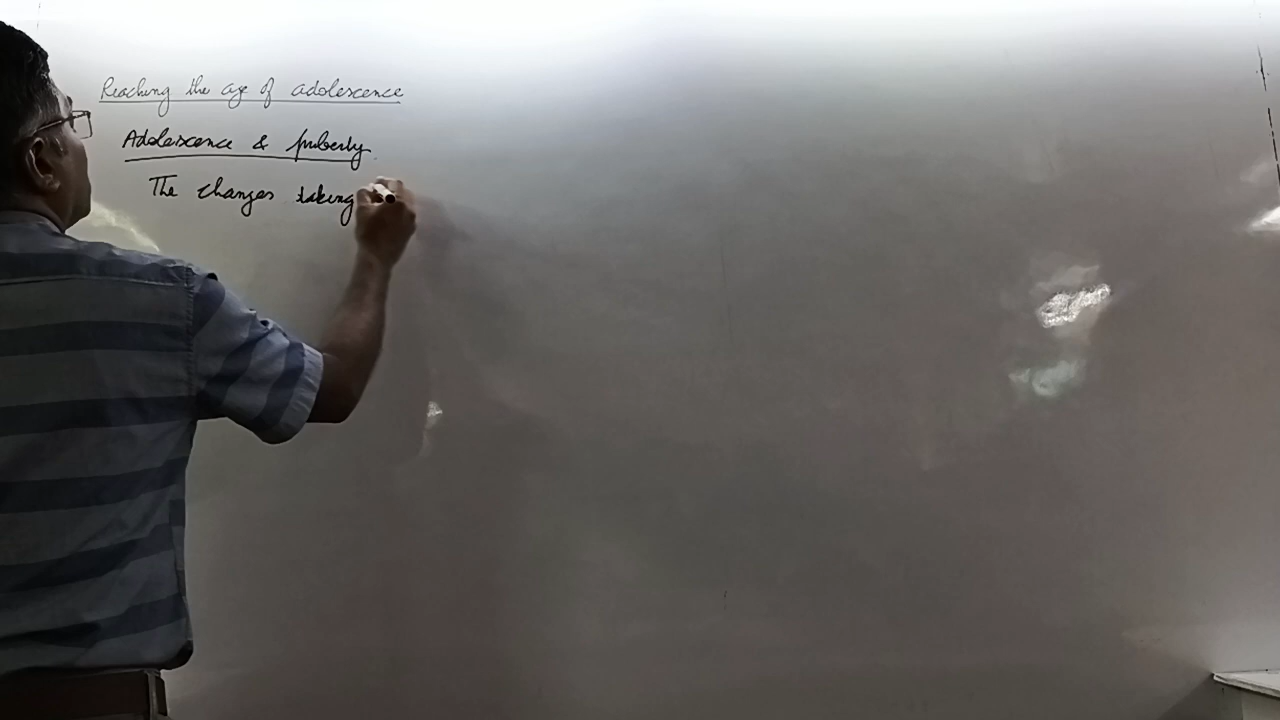 Reaching the age of adolescence
Adolescence & puberty
The changes taking